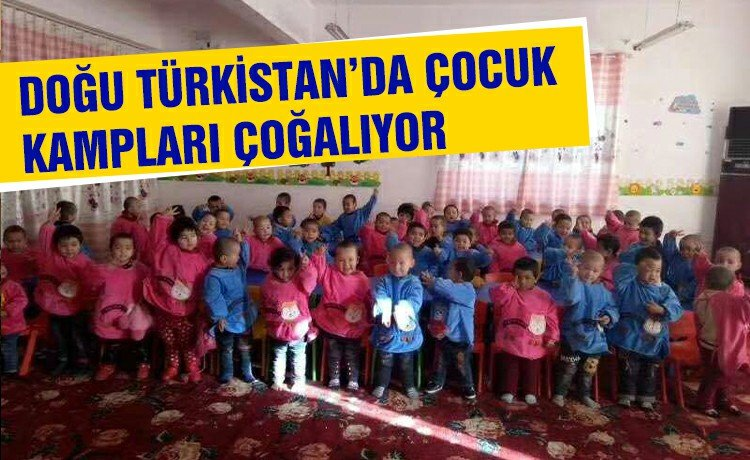 DOĞU TÜRKİSTAN'DA ÇOCUK
KAMPLARI ÇOĞALIYOR